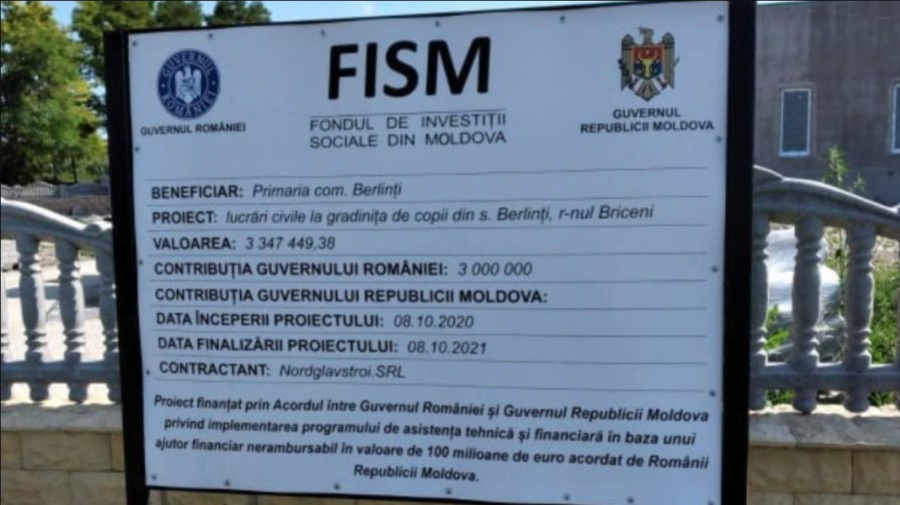 GUVERNUL ROMÂNIEI
GUVERNUL ROMÂNIEI
FISM
FONDUL DE INVESTIȚII
SOCIALE DIN MOLDOVA
GUVERNUL
REPUBLICII MOLDOVA
BENEFICIAR: Primaria com. Berlinți
PROIECT: lucrări civile la gradinița de copii din s. Berlinți, r-nul Briceni
VALOAREA: 3 347 449,38
CONTRIBUȚIA GUVERNULUI ROMÂNIEI: 3 000 000
CONTRIBUȚIA GUVERNULUI REPUBLICII MOLDOVA:
DATA ÎNCEPERII PROIECTULUI: 08.10.2020
DATA FINALIZĂRII PROIECTULUI: 08.10.2021
CONTRACTANT: Nordglavstroi.SRL
Proiect finanțat prin Acordul între Guvernul României și Guvernul Republicii Moldova
privind implementarea programului de asistența tehnică și financiară în baza unui
ajutor financiar nerambursabil în valoare de 100 milioane de euro acordat de Românii
Republicii Moldova.